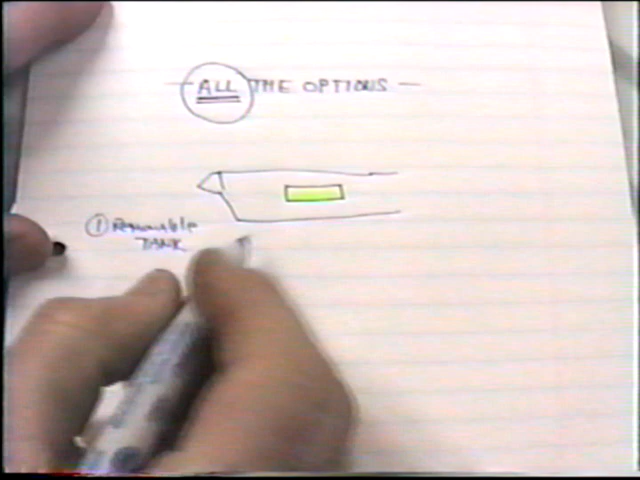 — ALL THE OPTIONS —
① Removable
TANK